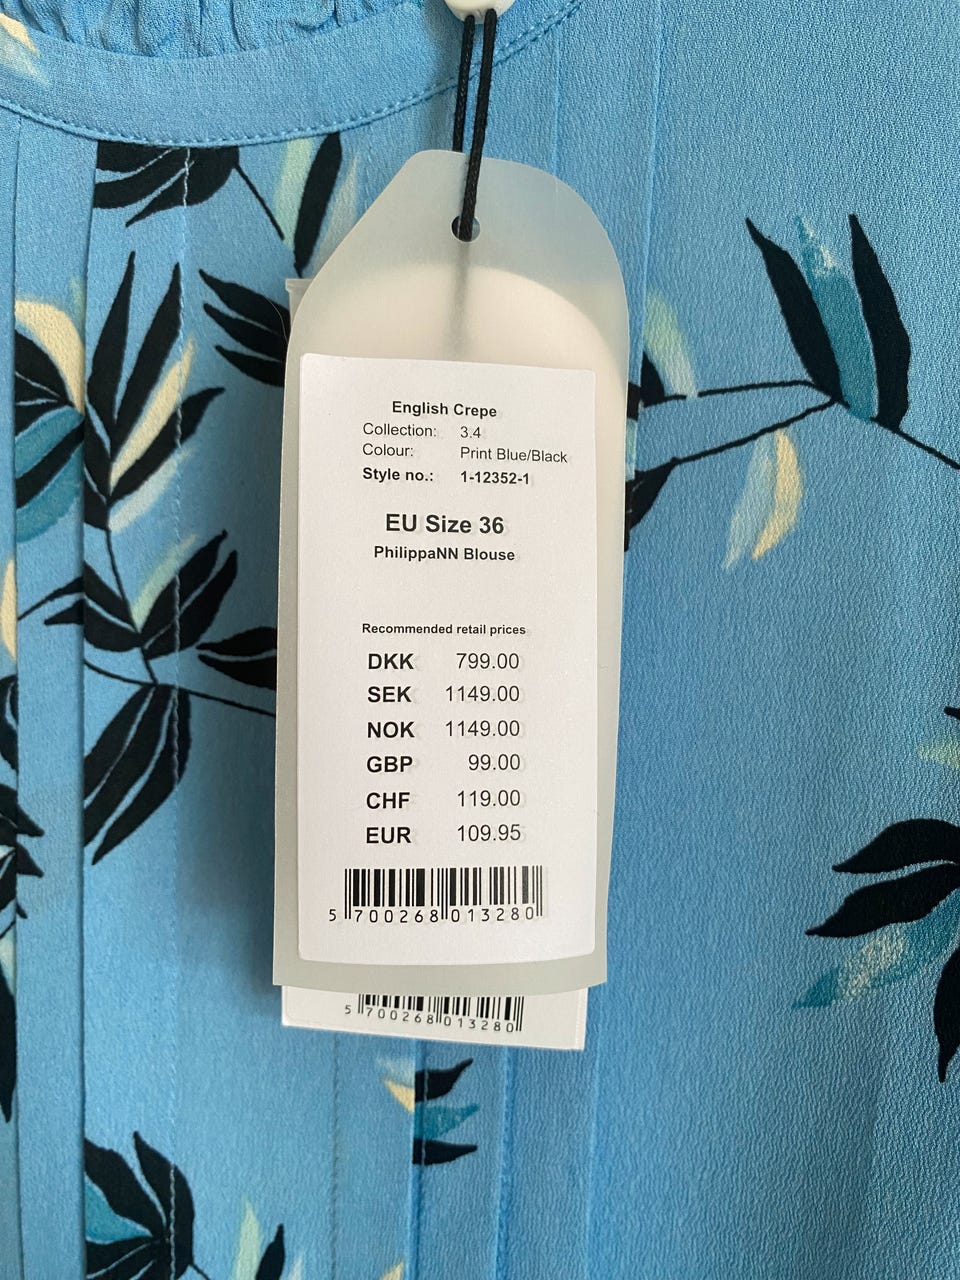 English Crepe
Collection: 3.4
Colour: Print Blue/Black
Style no.: 1-12352-1
EU Size 36
PhilippaNN Blouse
Recommended retail prices
DKK 799.00
SEK 1149.00
NOK 1149.00
GBP 99.00
CHF 119.00
EUR 109.95
5 700268 013280
5 700268 013280